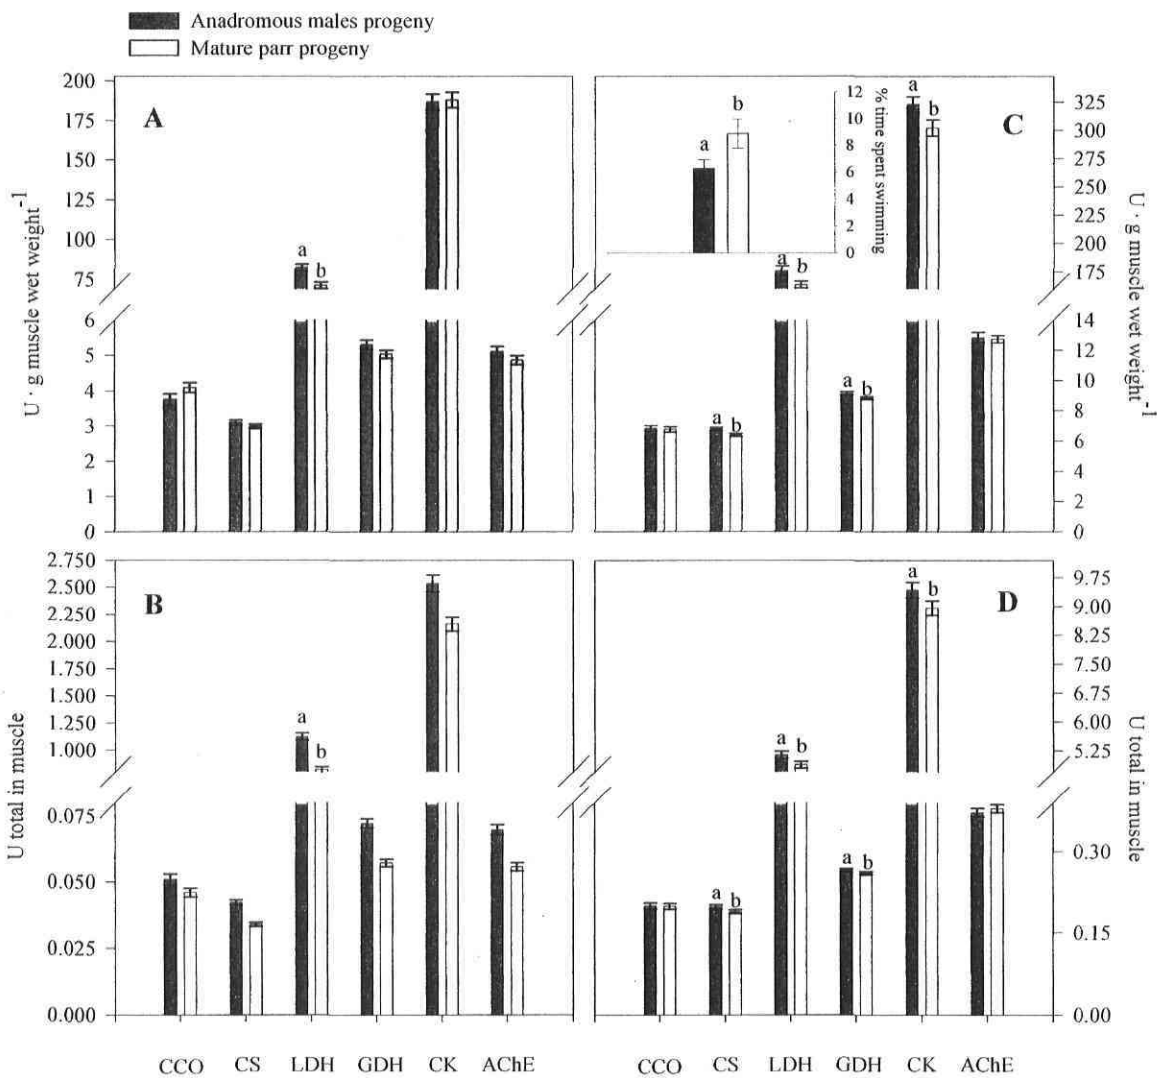 Anadromous males progeny
Mature parr progeny
A
U · g muscle wet weight-1
200
175
150
125
100
75
6
5
4
3
2
1
0
a
b
C
U · g muscle wet weight-1
325
300
275
250
225
200
175
14
12
10
8
6
4
2
0
a
b
12
10
8
6
4
2
0
% time spent swimming
a b
a b
a b
a b
B
U total in muscle
2.750
2.500
2.250
2.000
1.750
1.500
1.250
1.000
0.075
0.050
0.025
0.000
a
b
D
U total in muscle
9.75
9.00
8.25
7.50
6.75
6.00
5.25
0.30
0.15
0.00
a b
a b
a b
a b
CCO CS LDH GDH CK AChE
CCO CS LDH GDH CK AChE